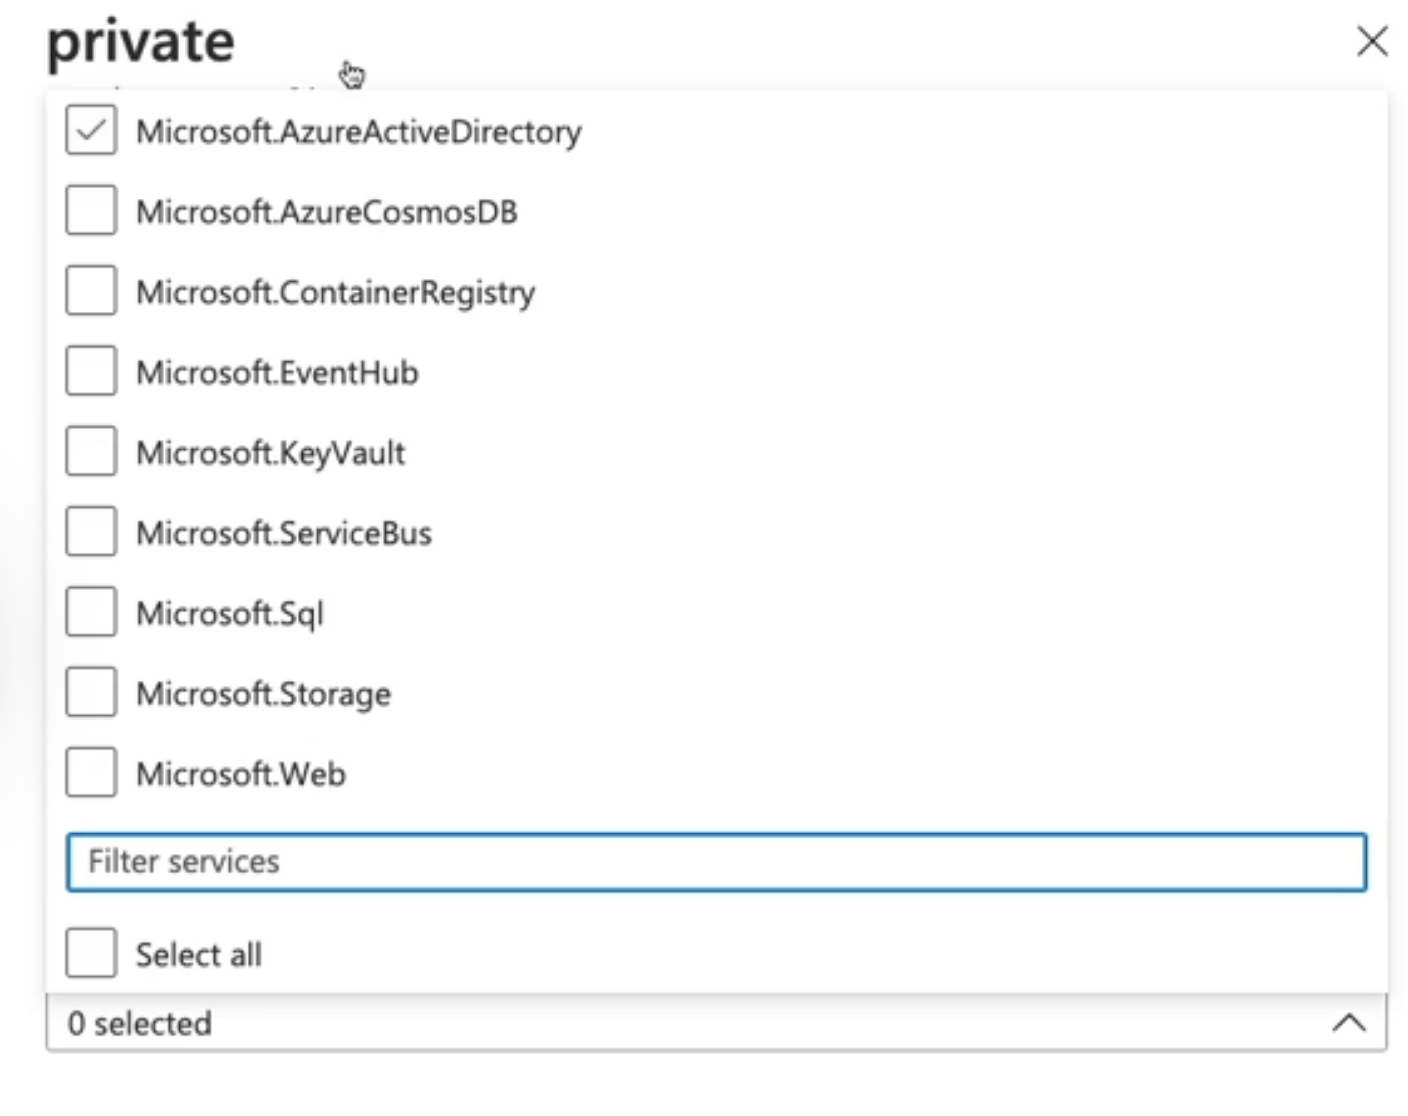 private
Microsoft.AzureActiveDirectory
Microsoft.AzureCosmosDB
Microsoft.ContainerRegistry
Microsoft.EventHub
Microsoft.KeyVault
Microsoft.ServiceBus
Microsoft.Sql
Microsoft.Storage
Microsoft.Web
Filter services
Select all
0 selected